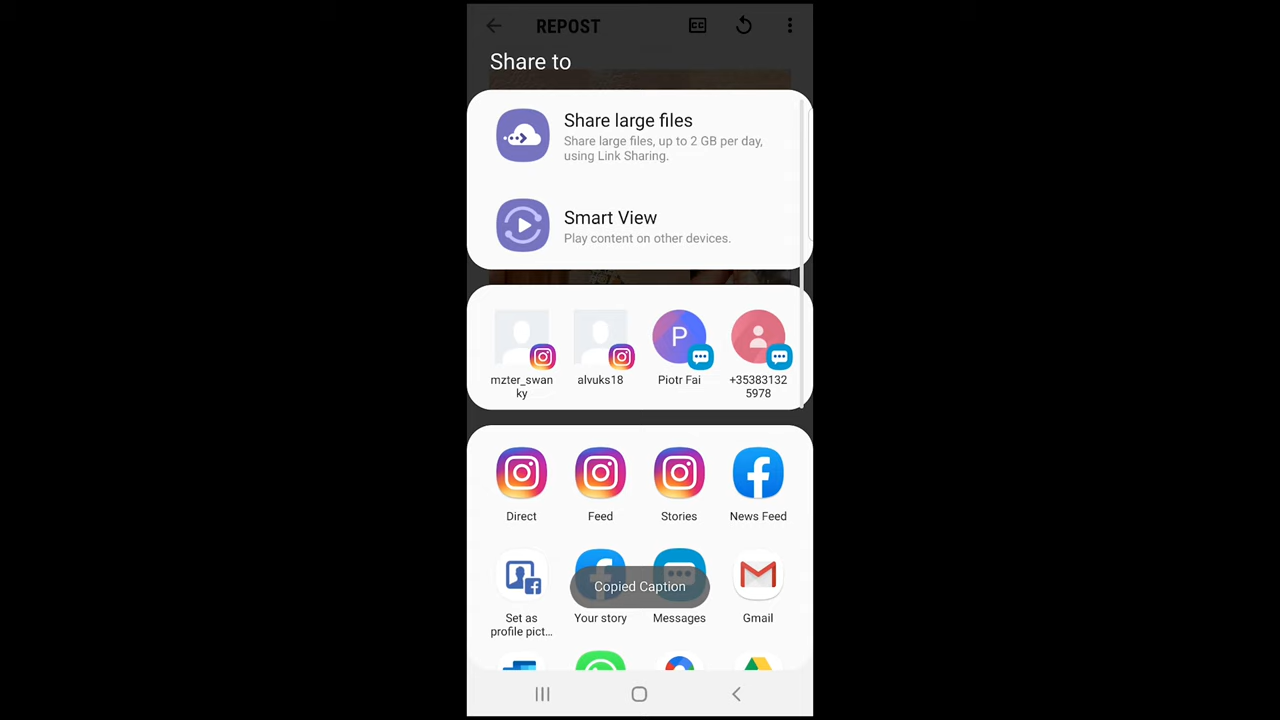 REPOST
CC
Share to
Share large files
Share large files, up to 2 GB per day,
using Link Sharing.
Smart View
Play content on other devices.
mzter_swan
ky
alvuks18
P
Piotr Fai
+35383132
5978
Direct
Feed
Stories
News Feed
Set as
profile pict...
Your story
Messages
Gmail
Copied Caption